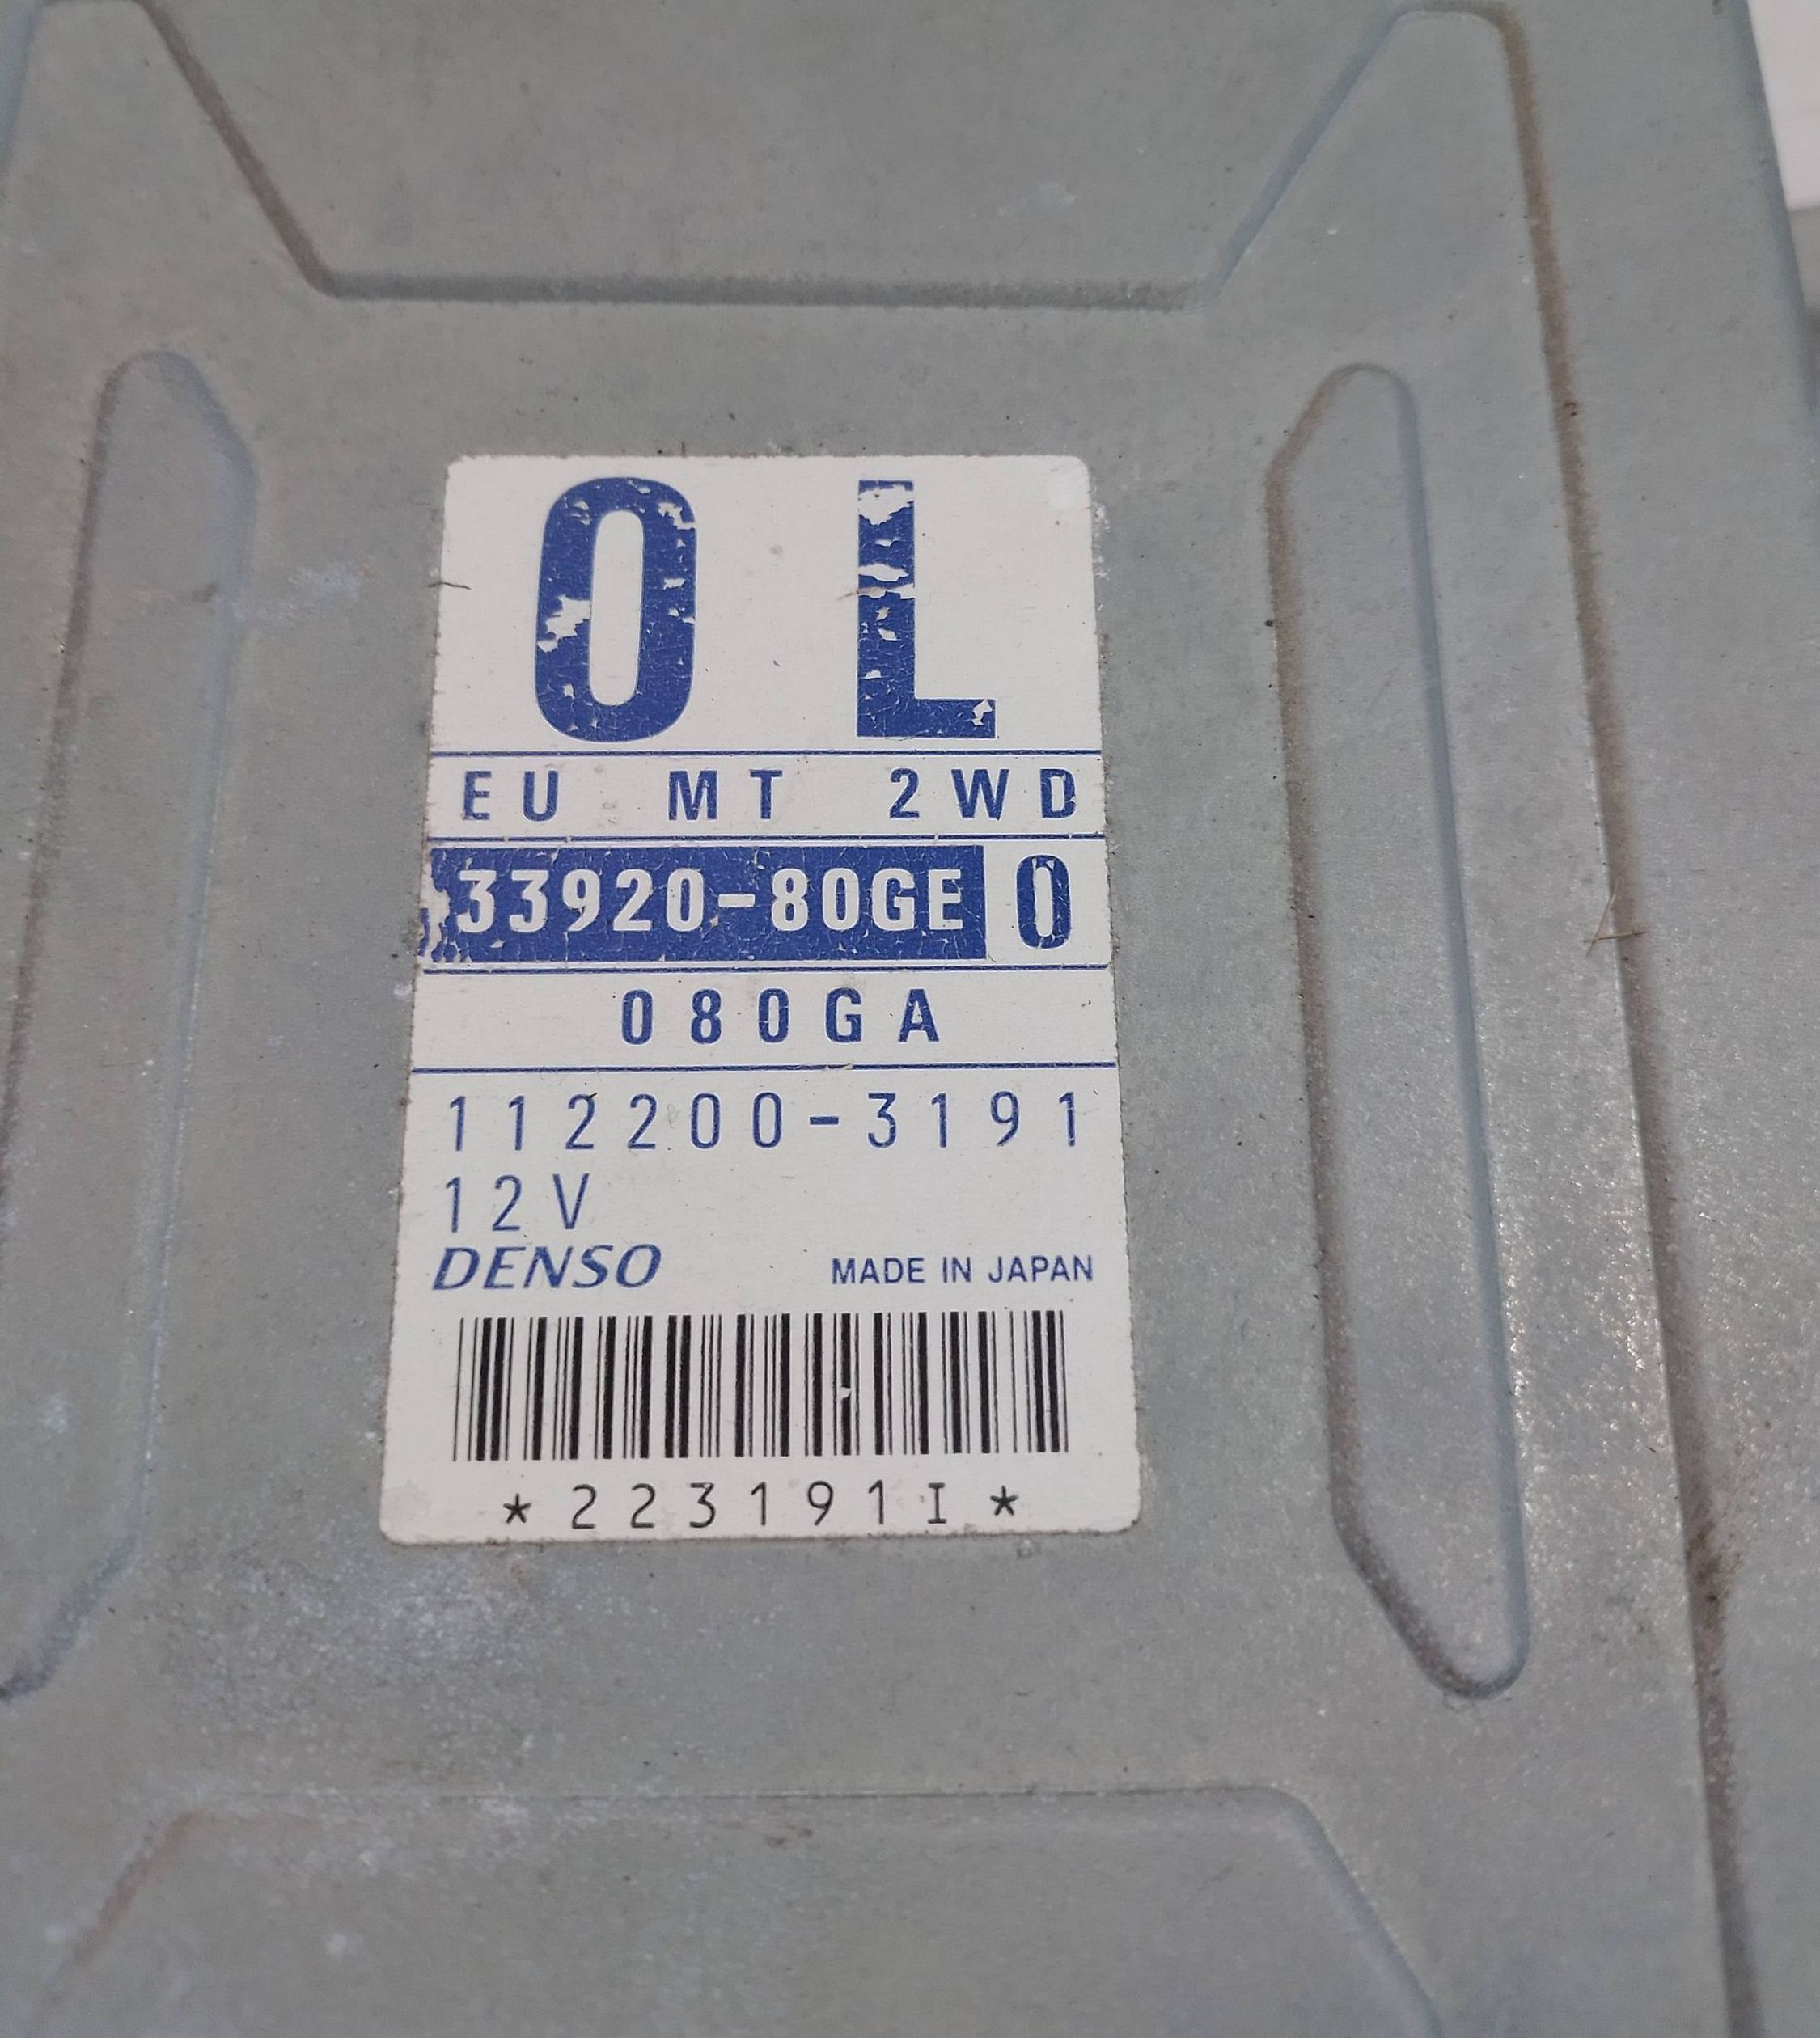 0 L
EU MT 2WD
33920-80GE 0
080GA
112200-3191
12V
DENSO MADE IN JAPAN
*223191I*